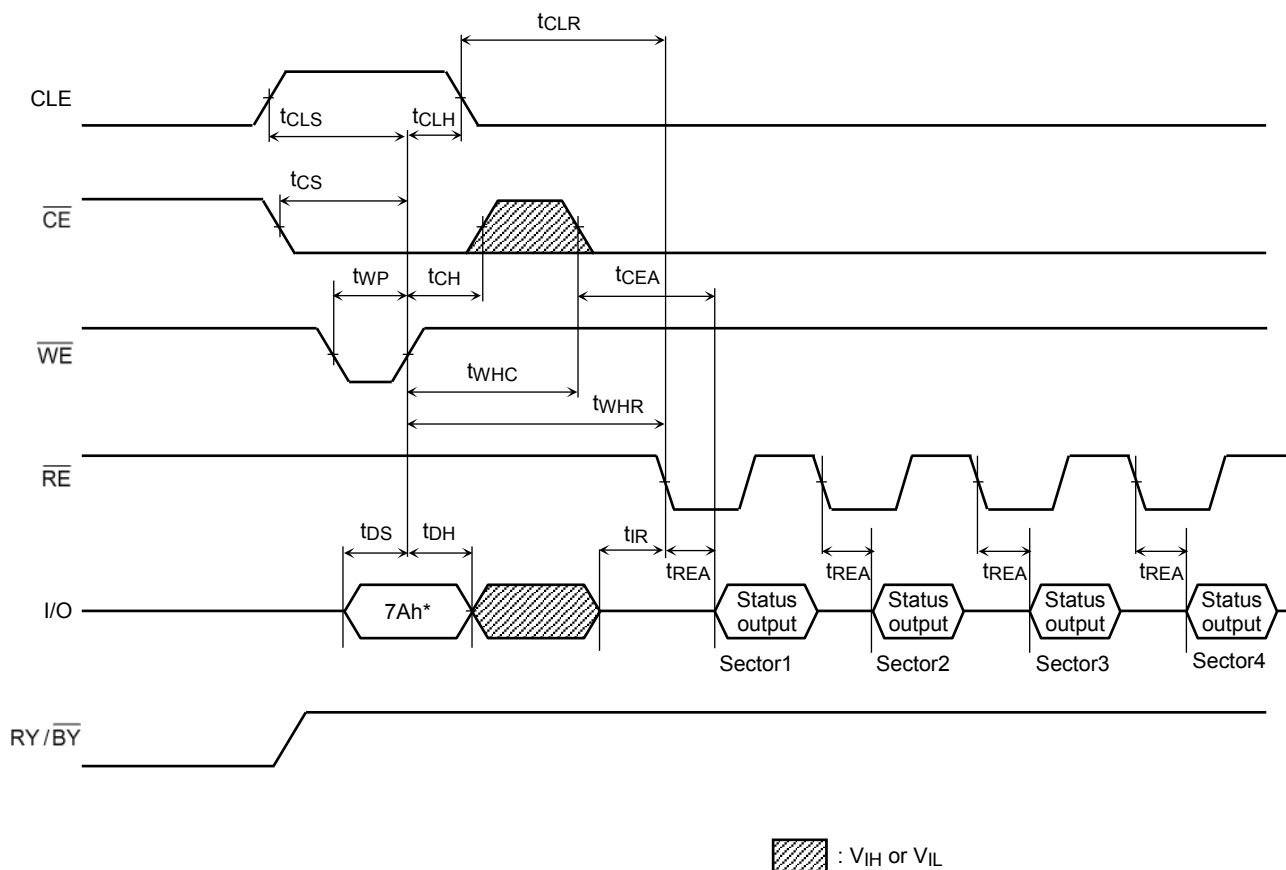 tCLR
CLE
tCLS
tCLH
tCS
CE
tWP
tCH
tCEA
WE
tWHC
tWHR
RE
tDS
tDH
tIR
tREA
tREA
tREA
tREA
I/O
7Ah*
Status output
Status output
Status output
Status output
Sector1
Sector2
Sector3
Sector4
RY/BY
: VIH or VIL